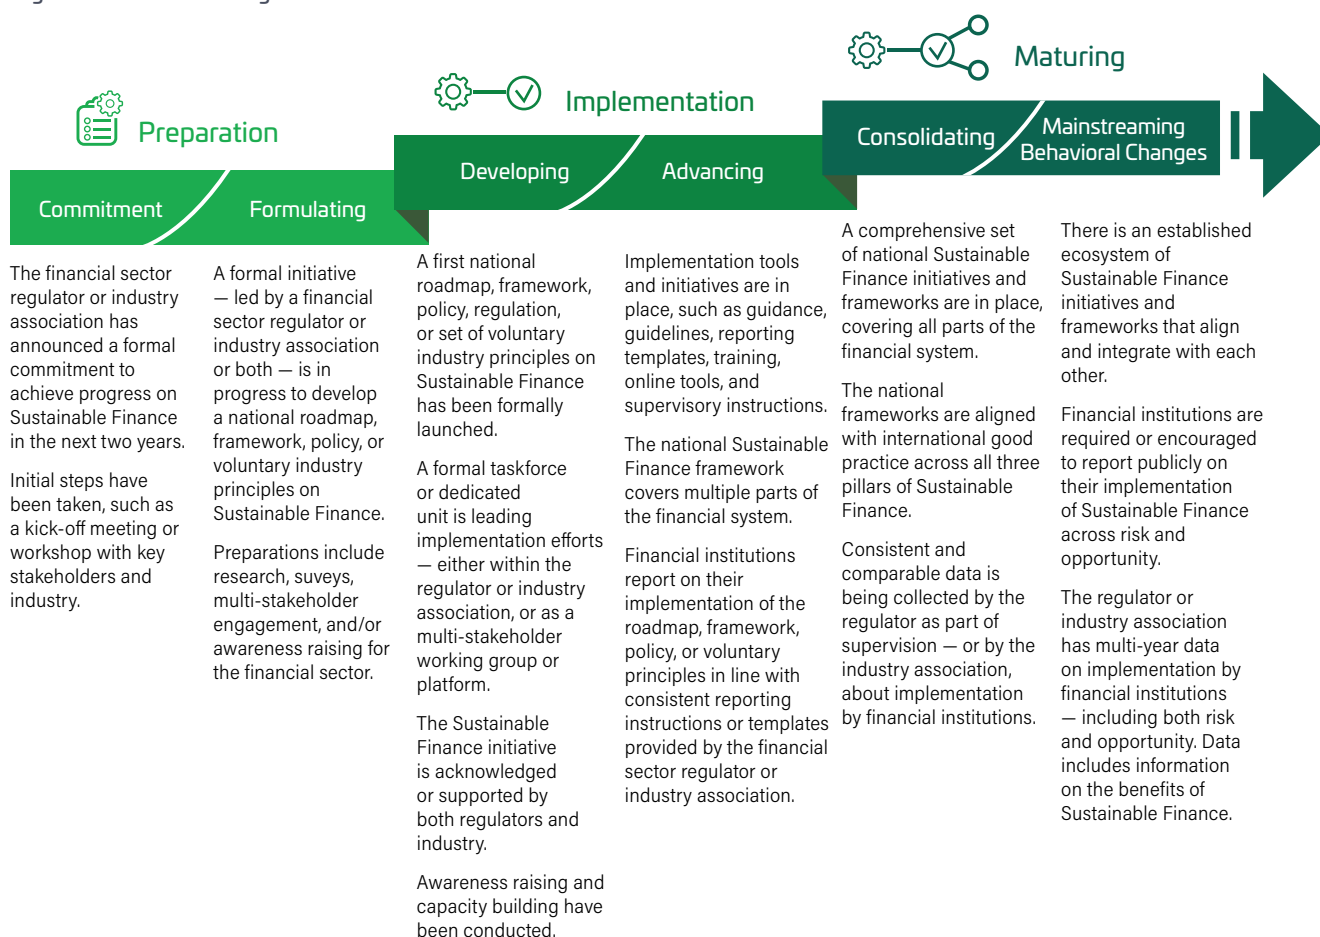 Preparation
Implementation
Maturing
Commitment
Formulating
Developing
Advancing
Consolidating
Mainstreaming
Behavioral Changes
The financial sector
regulator or industry
association has
announced a formal
commitment to
achieve progress on
Sustainable Finance
in the next two years.
Initial steps have
been taken, such as
a kick-off meeting or
workshop with key
stakeholders and
industry.
A formal initiative
— led by a financial
sector regulator or
industry association
or both — is in
progress to develop
a national roadmap,
framework, policy, or
voluntary industry
principles on
Sustainable Finance.
Preparations include
research, suveys,
multi-stakeholder
engagement, and/or
awareness raising for
the financial sector.
A first national
roadmap, framework,
policy, regulation,
or set of voluntary
industry principles on
Sustainable Finance
has been formally
launched.
A formal taskforce
or dedicated
unit is leading
implementation efforts
— either within the
regulator or industry
association, or as a
multi-stakeholder
working group or
platform.
The Sustainable
Finance initiative
is acknowledged
or supported by
both regulators and
industry.
Awareness raising and
capacity building have
been conducted.
Implementation tools
and initiatives are in
place, such as guidance,
guidelines, reporting
templates, training,
online tools, and
supervisory instructions.
The national Sustainable
Finance framework
covers multiple parts of
the financial system.
Financial institutions
report on their
implementation of the
roadmap, framework,
policy, or voluntary
principles in line with
consistent reporting
instructions or templates
provided by the financial
sector regulator or
industry association.
A comprehensive set
of national Sustainable
Finance initiatives and
frameworks are in place,
covering all parts of the
financial system.
The national
frameworks are aligned
with international good
practice across all three
pillars of Sustainable
Finance.
Consistent and
comparable data is
being collected by the
regulator as part of
supervision — or by the
industry association,
about implementation
by financial institutions.
There is an established
ecosystem of
Sustainable Finance
initiatives and
frameworks that align
and integrate with each
other.
Financial institutions are
required or encouraged
to report publicly on
their implementation
of Sustainable Finance
across risk and
opportunity.
The regulator or
industry association
has multi-year data
on implementation by
financial institutions
— including both risk
and opportunity. Data
includes information
on the benefits of
Sustainable Finance.